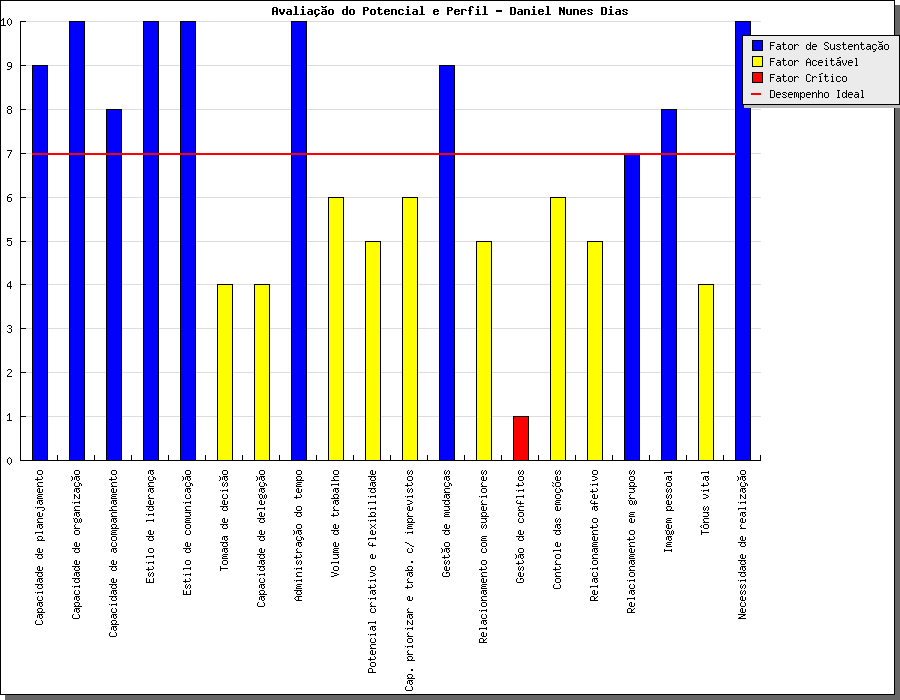 Avaliação do Potencial e Perfil - Daniel Nunes Dias
10
9
8
7
6
5
4
3
2
1
0
Fator de Sustentação
Fator Aceitável
Fator Crítico
Desempenho Ideal
Capacidade de planejamento
Capacidade de organização
Capacidade de acompanhamento
Estilo de liderança
Estilo de comunicação
Tomada de decisão
Capacidade de delegação
Administração do tempo
Volume de trabalho
Potencial criativo e flexibilidade
Cap. priorizar e trab. c/ imprevistos
Gestão de mudanças
Relacionamento com superiores
Gestão de conflitos
Controle das emoções
Relacionamento afetivo
Relacionamento em grupos
Imagem pessoal
Tônus vital
Necessidade de realização